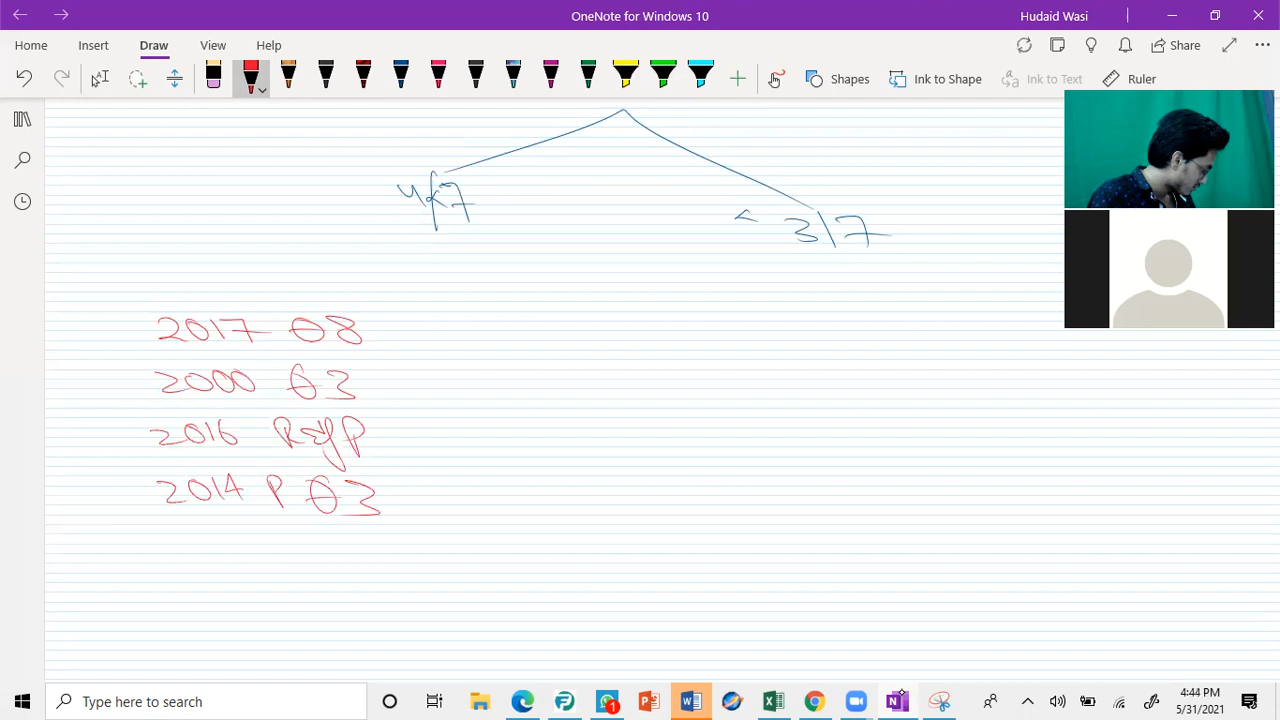 OneNote for Windows 10
Hudaid Wasi
Home Insert Draw View Help
Share
Shapes Ink to Shape Ink to Text Ruler
3\7
2017 Q8
2000 Q3
2016
2014 P Q3
Type here to search
1
4:44 PM
5/31/2021